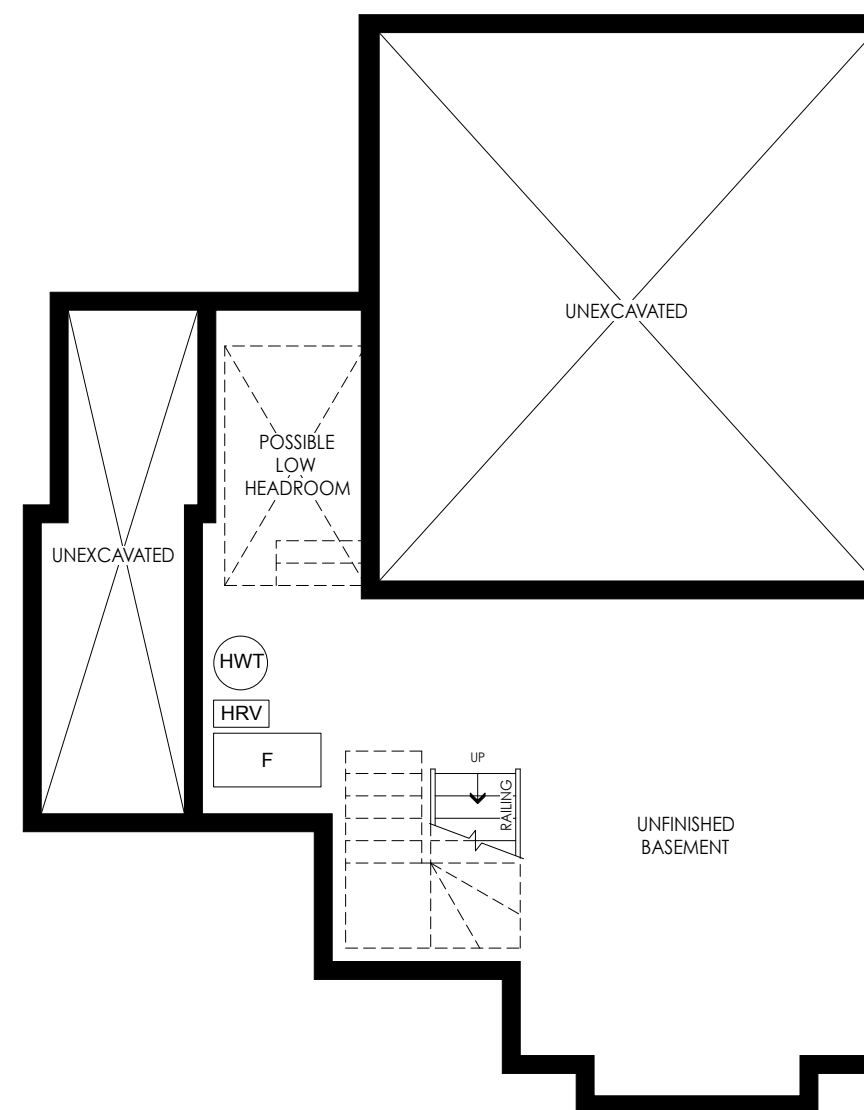 UNEXCAVATED
POSSIBLE
LOW
HEADROOM
UNEXCAVATED
HWT
HRV
F
UP
RAILING
UNFINISHED
BASEMENT